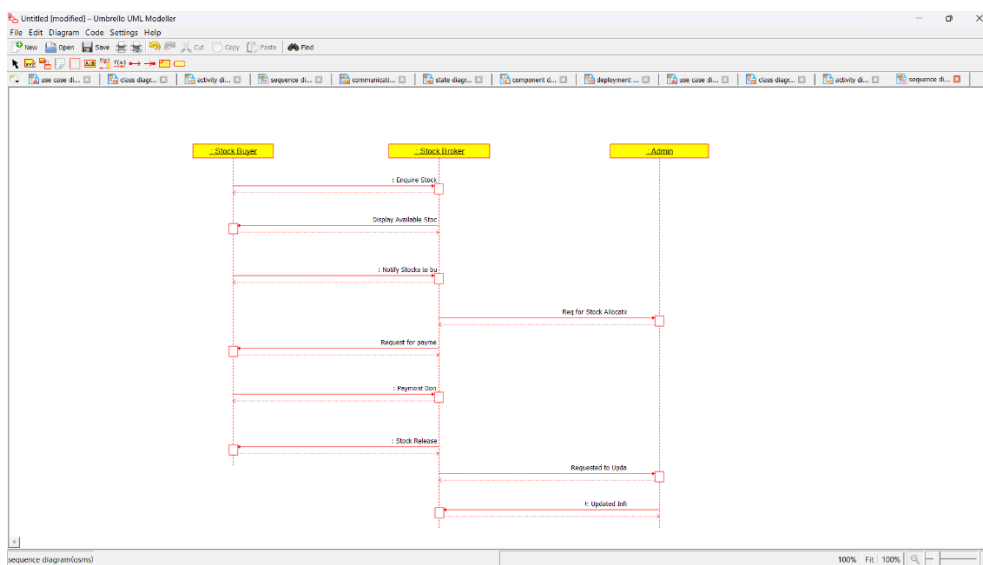 Untitled [modified] – Umbrello UML Modeller
File Edit Diagram Code Settings Help
New Open Save Cut Copy Paste Find
use case di... class diagr... activity di... sequence di... communicati... state diagr... component d... deployment ... use case di... class diagr... activity di... sequence di...
: Stock Buyer : Stock Broker : Admin
: Enquire Stock
Display Available Stoc
: Notify Stocks to bu
Req for Stock Allocatio
Request for payme
: Payment Don
: Stock Release
Requested to Upda
: Updated Inf
sequence diagram(osms) 100% Fit 100%